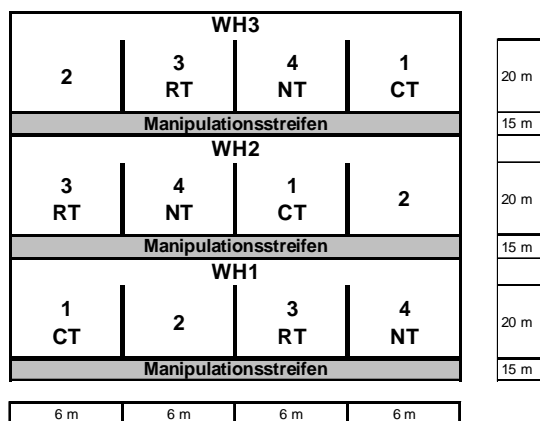 WH3
2
3
RT
4
NT
1
CT
20 m
Manipulationsstreifen
15 m
WH2
3
RT
4
NT
1
CT
2
20 m
Manipulationsstreifen
15 m
WH1
1
CT
2
3
RT
4
NT
20 m
Manipulationsstreifen
15 m
6 m 6 m 6 m 6 m